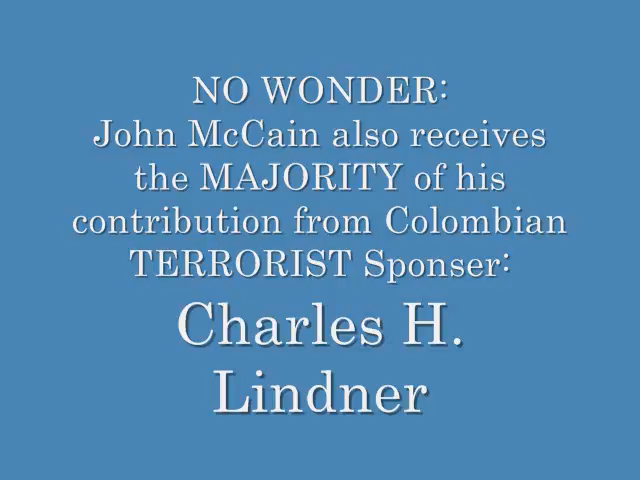 NO WONDER:
John McCain also receives
the MAJORITY of his
contribution from Colombian
TERRORIST Sponser:
Charles H.
Lindner